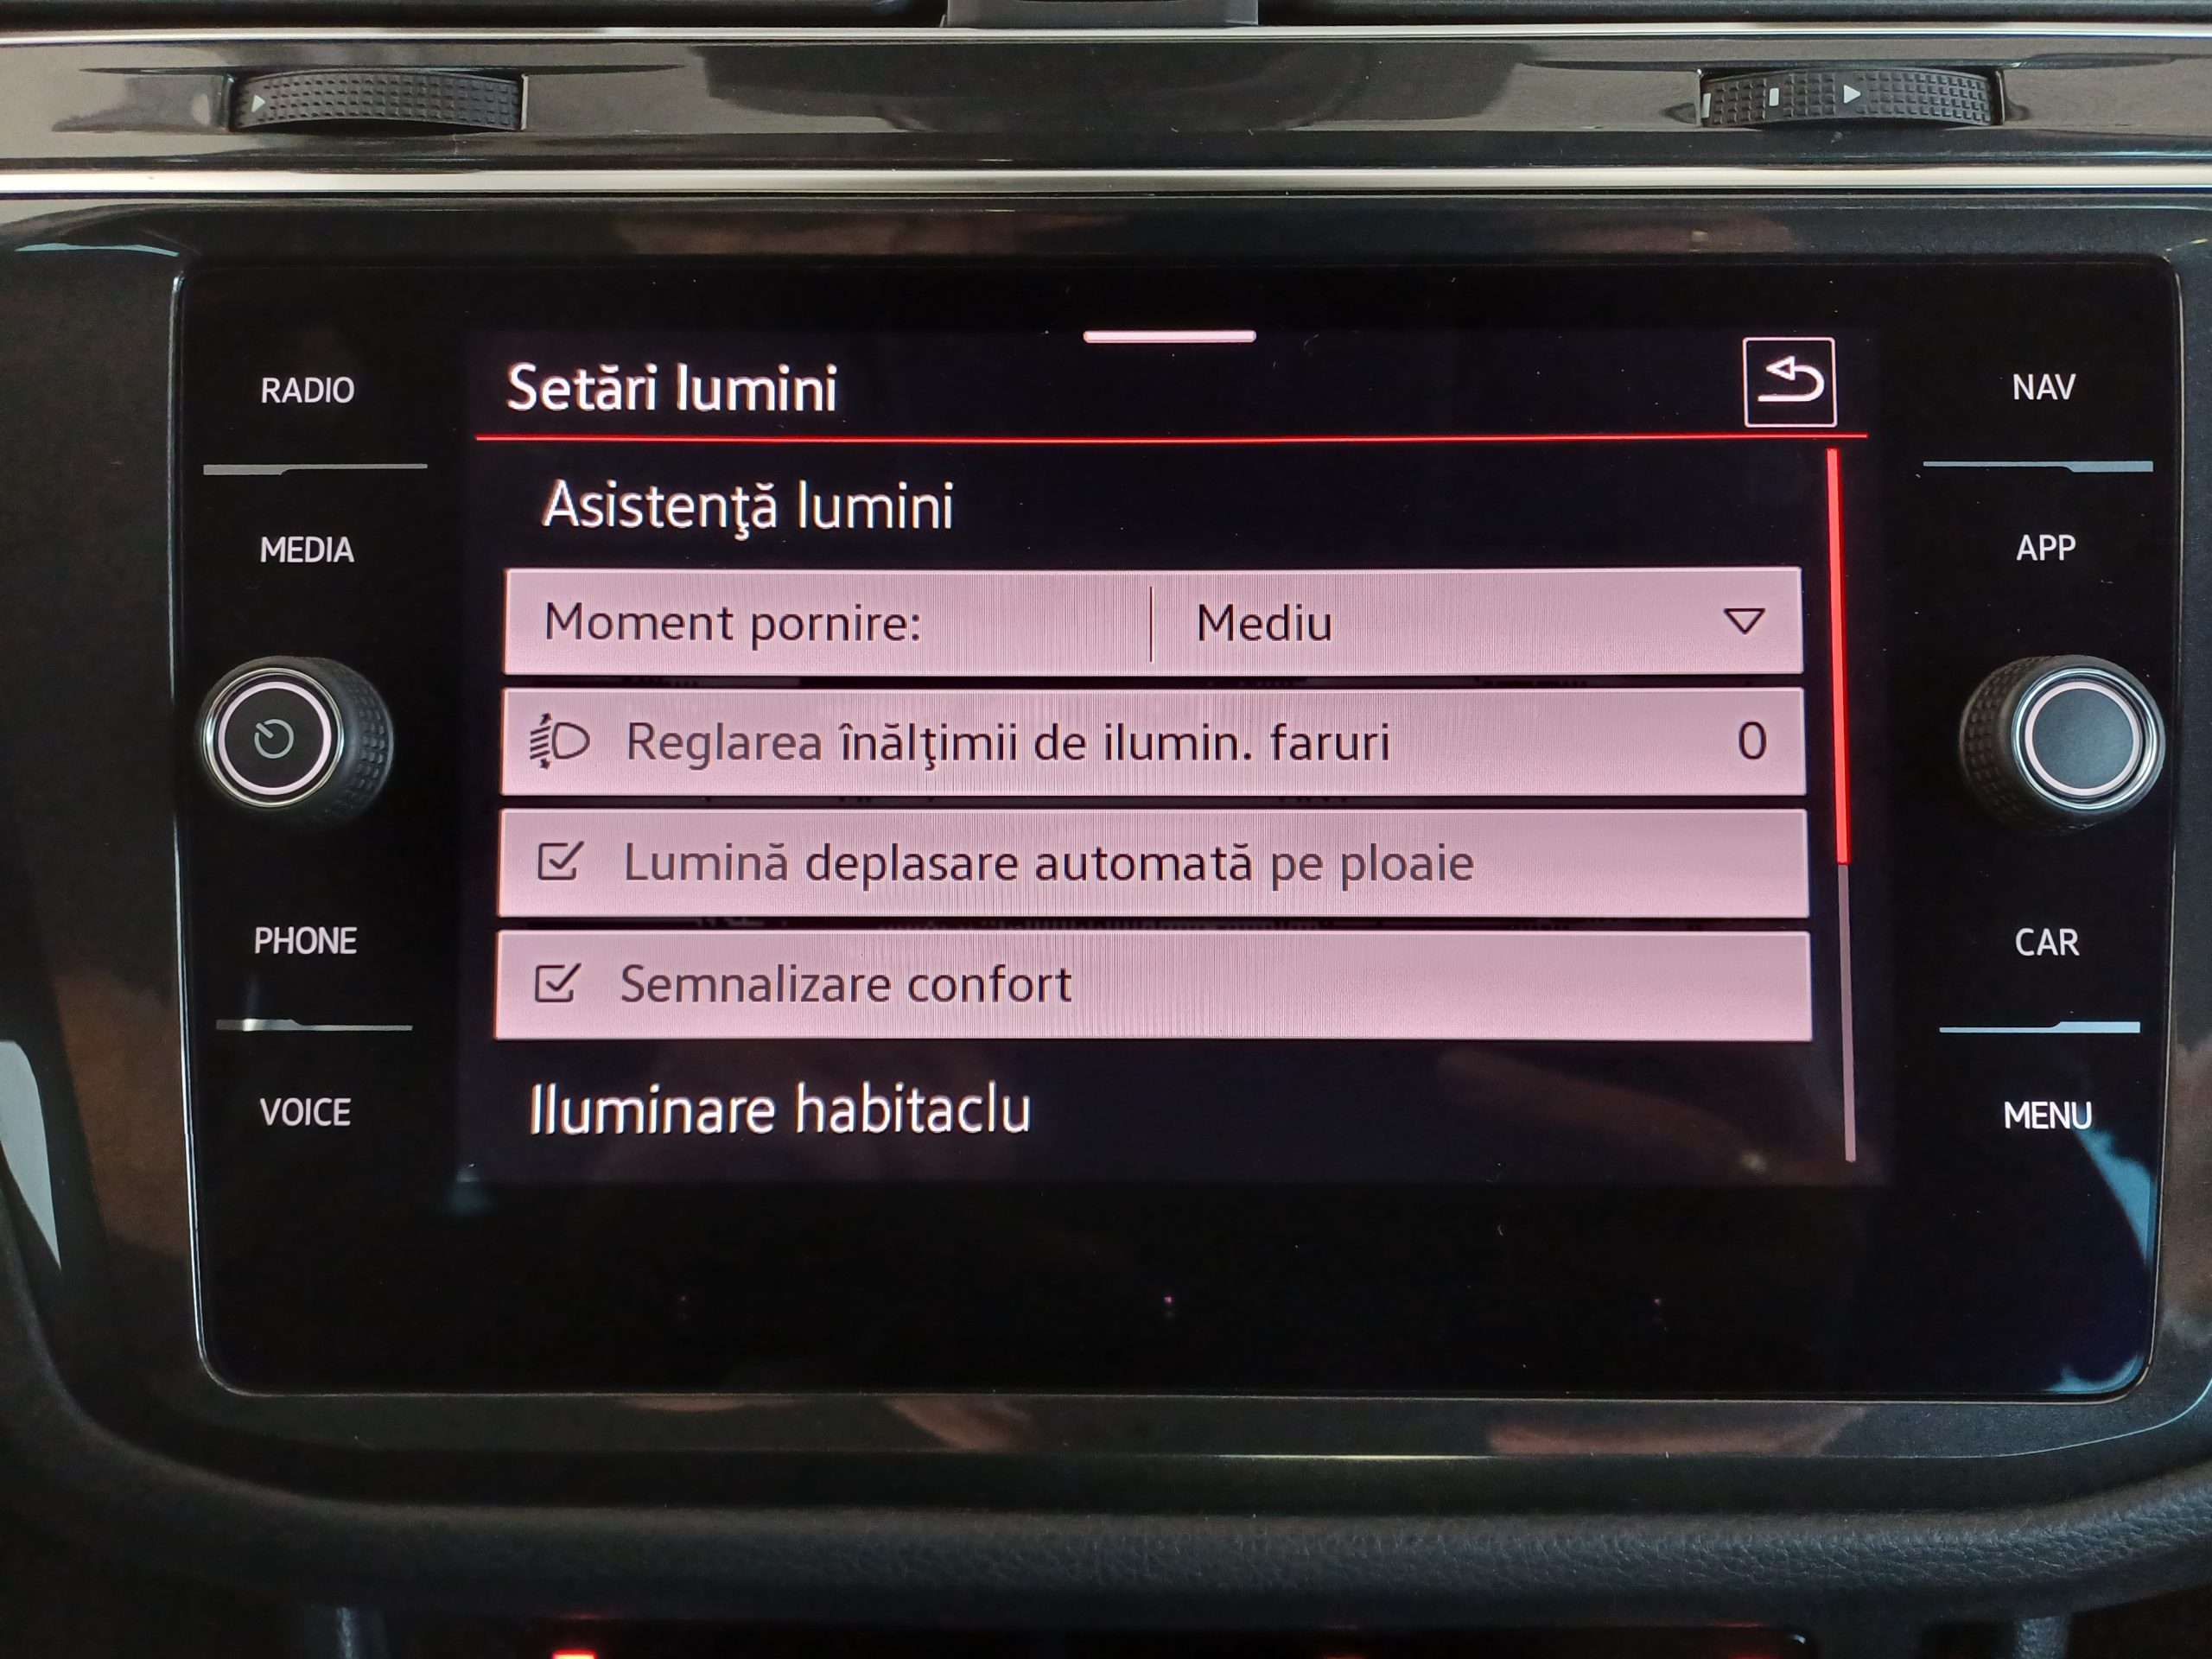 RADIO
MEDIA
PHONE
VOICE
Setări lumini
Asistenţă lumini
Moment pornire: Mediu
Reglarea înălţimii de ilumin. faruri 0
Lumină deplasare automată pe ploaie
Semnalizare confort
Iluminare habitaclu
NAV
APP
CAR
MENU